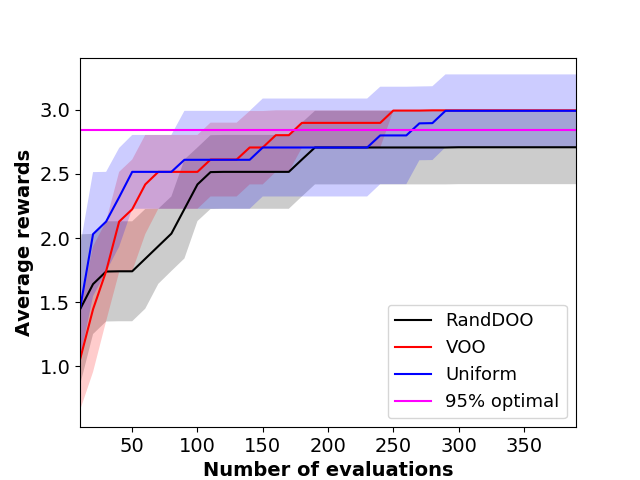 Average rewards
3.0
2.5
2.0
1.5
1.0
RandDOO
VOO
Uniform
95% optimal
50 100 150 200 250 300 350
Number of evaluations